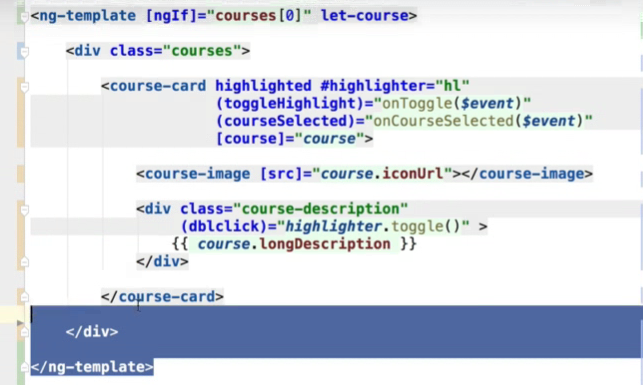 <ng-template [ngIf]="courses[0]" let-course>
<div class="courses">
<course-card highlighted #highlighter="hl"
(toggleHighlight)="onToggle($event)"
(courseSelected)="onCourseSelected($event)"
[course]="course">
<course-image [src]="course.iconUrl"></course-image>
<div class="course-description"
(dblclick)="highlighter.toggle()" >
{{ course.longDescription }}
</div>
</course-card>
</div>
</ng-template>